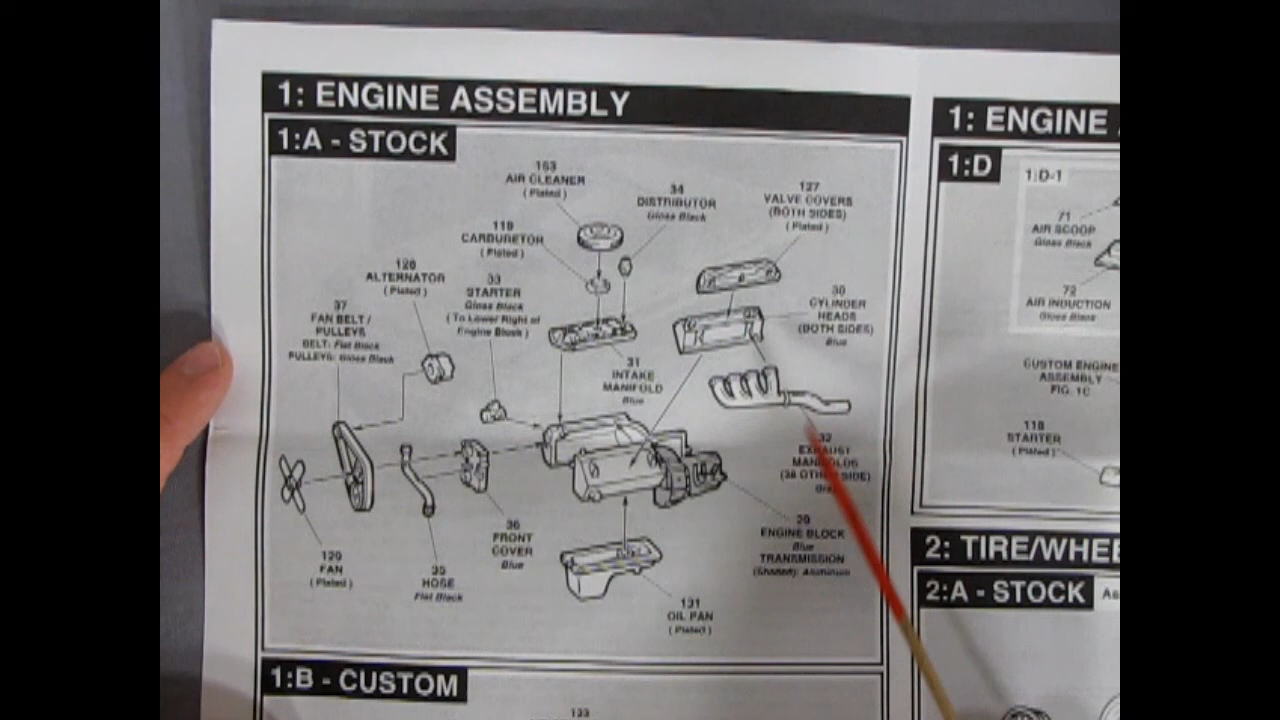 1: ENGINE ASSEMBLY
1:A - STOCK
163
AIR CLEANER
( Plated )
34
DISTRIBUTOR
Gloss Black
127
VALVE COVERS
(BOTH SIDES)
( Plated )
119
CARBURETOR
( Plated )
128
ALTERNATOR
( Plated )
33
STARTER
Gloss Black
( To Lower Right of
Engine Block )
30
CYLINDER
HEADS
(BOTH SIDES)
Blue
37
FAN BELT /
PULLEYS
BELT: Flat Black
PULLEYS: Gloss Black
31
INTAKE
MANIFOLD
Blue
32
EXHAUST
MANIFOLDS
(38 OTHER SIDE)
29
ENGINE BLOCK
Blue
TRANSMISSION
(Shaded): Aluminum
36
FRONT
COVER
Blue
129
FAN
( Plated )
35
HOSE
Flat Black
131
OIL PAN
( Plated )
1:B - CUSTOM
133
1: ENGINE
1:D
1:D-1
71
AIR SCOOP
Gloss Black
72
AIR INDUCTION
Gloss Black
CUSTOM ENGINE
ASSEMBLY
FIG. 1C
118
STARTER
( Plated )
2: TIRE/WHEE
2:A - STOCK